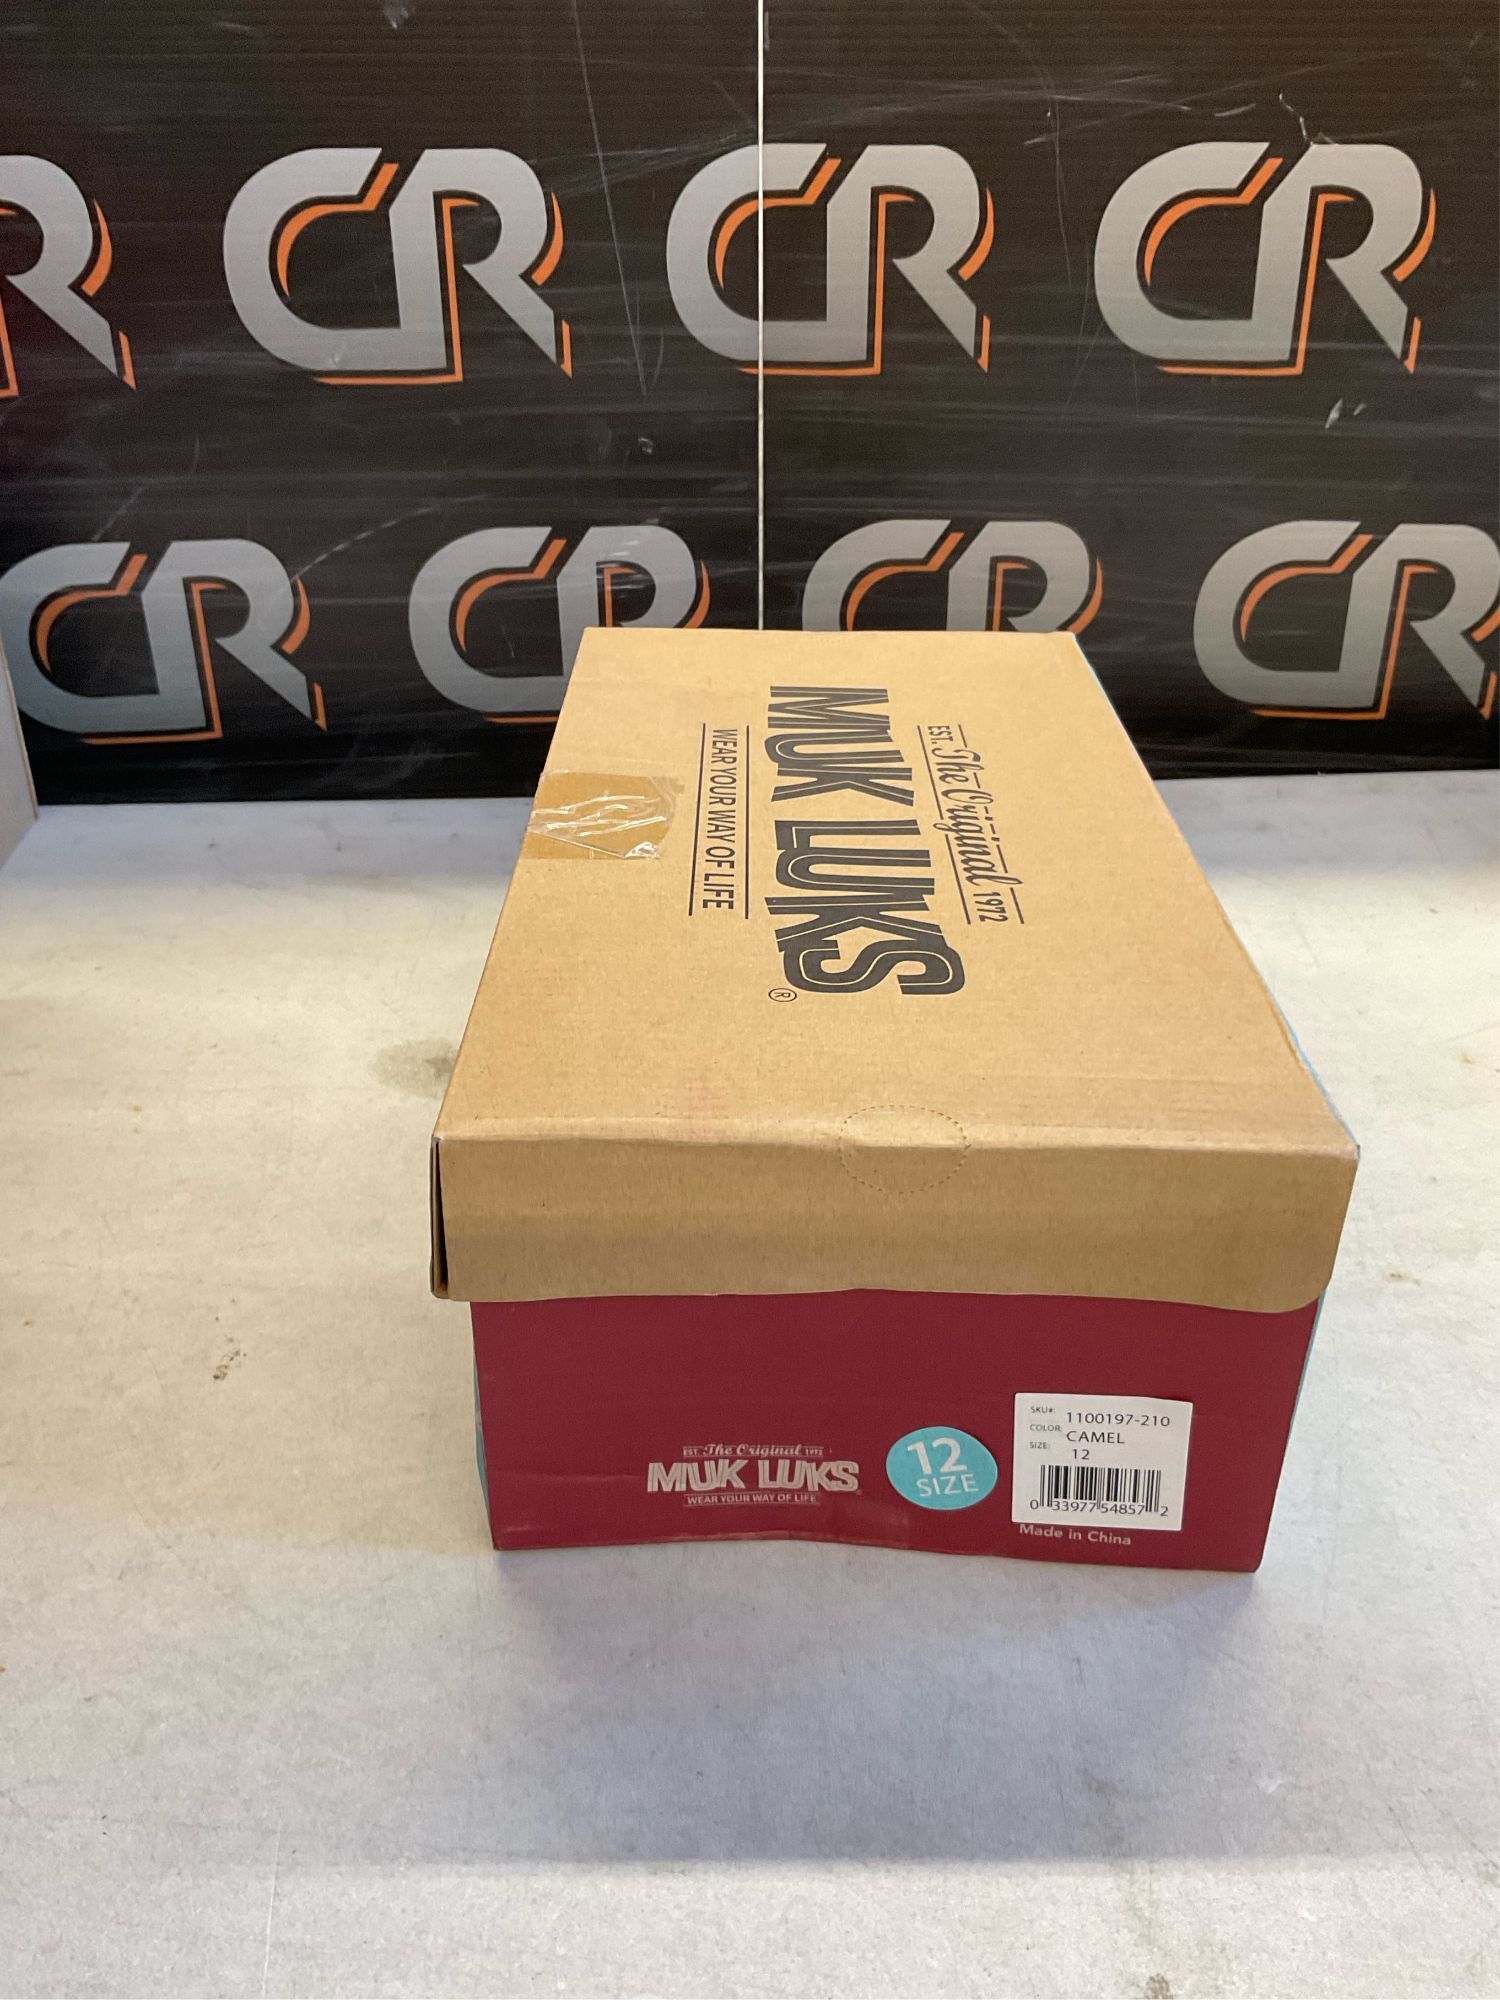 CR CR CR
CR CR CR CR
EST. The Original 1972
MUK LUKS®
WEAR YOUR WAY OF LIFE
EST. The Original 1972
MUK LUKS
WEAR YOUR WAY OF LIFE
12
SIZE
SKU#: 1100197-210
COLOR: CAMEL
SIZE: 12
0 33977 54857 2
Made in China